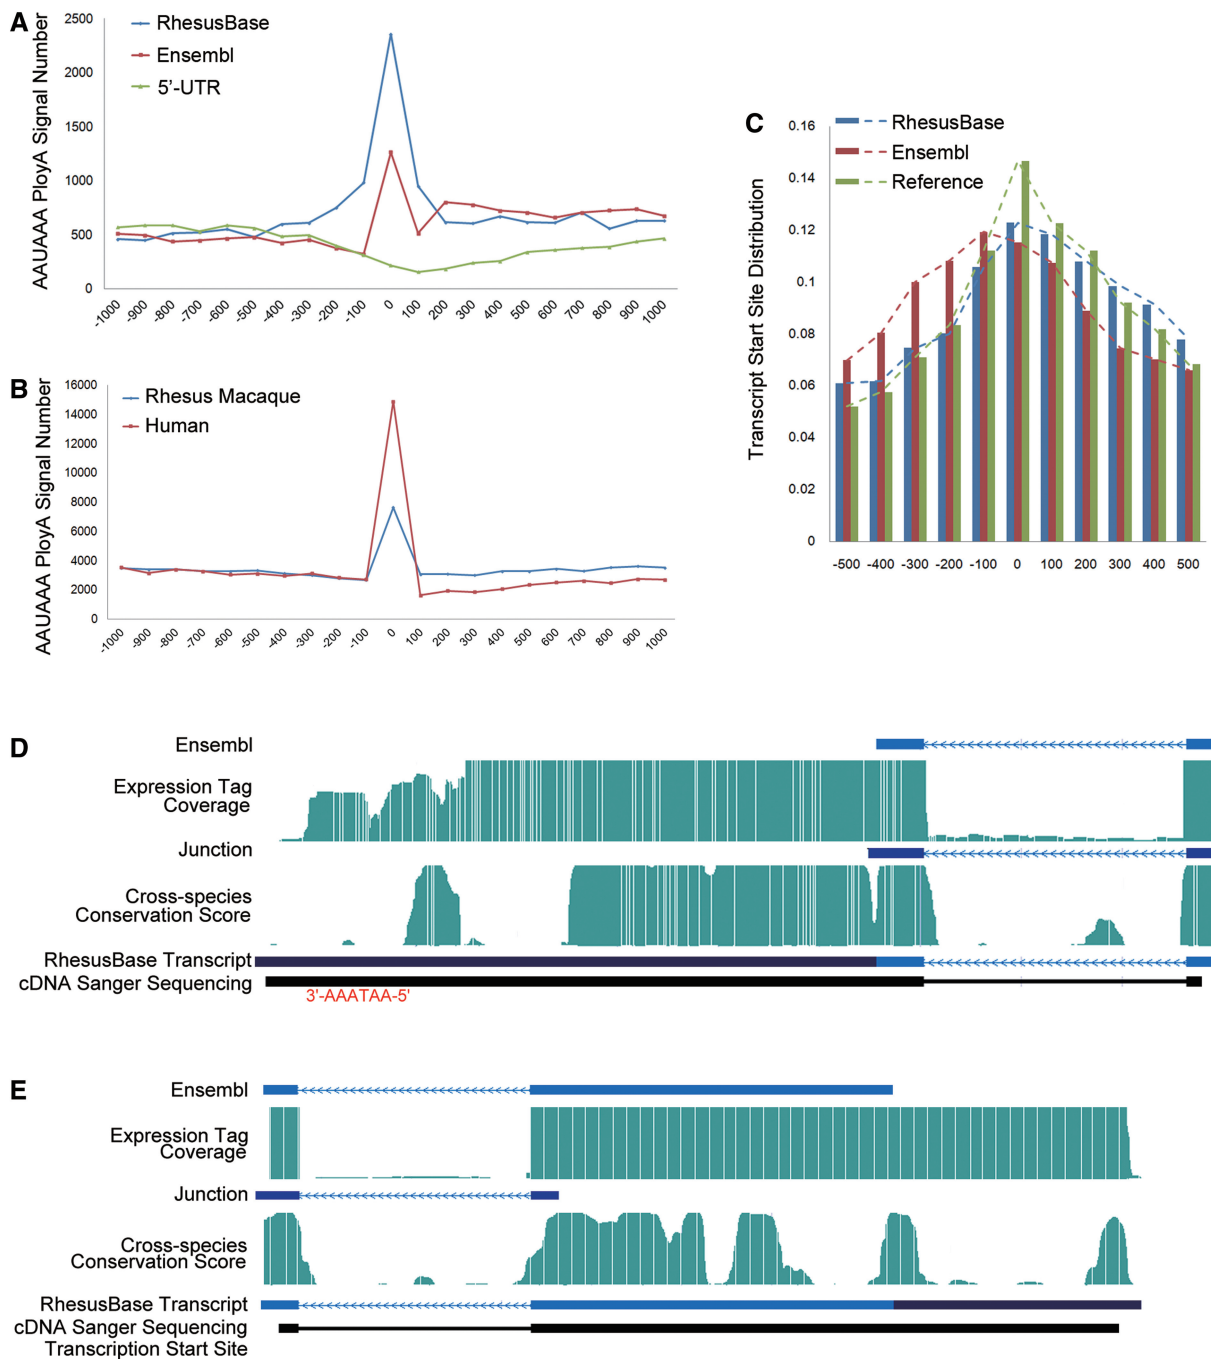 A
AAUAAA PloyA Signal Number
2500
2000
1500
1000
500
0
RhesusBase
Ensembl
5'-UTR
-1000 -900 -800 -700 -600 -500 -400 -300 -200 -100 0 100 200 300 400 500 600 700 800 900 1000
B
AAUAAA PloyA Signal Number
16000
14000
12000
10000
8000
6000
4000
2000
0
Rhesus Macaque
Human
-1000 -900 -800 -700 -600 -500 -400 -300 -200 -100 0 100 200 300 400 500 600 700 800 900 1000
C
Transcript Start Site Distribution
0.16
0.14
0.12
0.1
0.08
0.06
0.04
0.02
0
RhesusBase
Ensembl
Reference
-500 -400 -300 -200 -100 0 100 200 300 400 500
D
Ensembl
Expression Tag
Coverage
Junction
Cross-species
Conservation Score
RhesusBase Transcript
cDNA Sanger Sequencing
3'-AAATAA-5'
E
Ensembl
Expression Tag
Coverage
Junction
Cross-species
Conservation Score
RhesusBase Transcript
cDNA Sanger Sequencing
Transcription Start Site